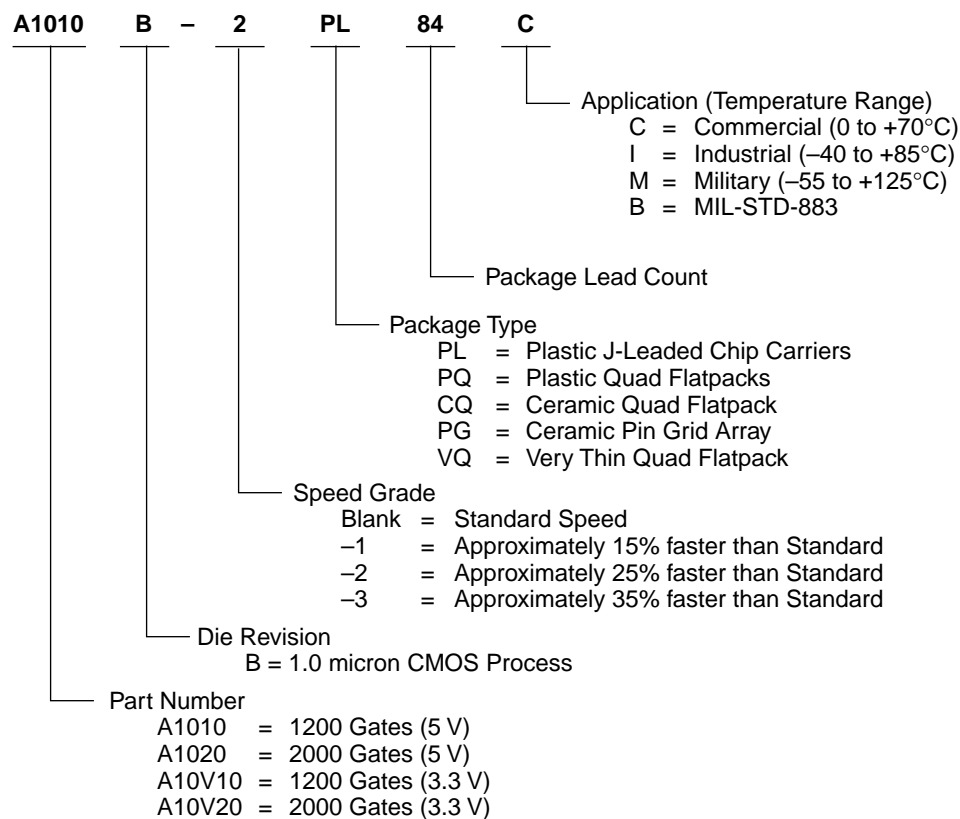 A1010 B – 2 PL 84 C
Application (Temperature Range)
C = Commercial (0 to +70°C)
I = Industrial (–40 to +85°C)
M = Military (–55 to +125°C)
B = MIL-STD-883
Package Lead Count
Package Type
PL = Plastic J-Leaded Chip Carriers
PQ = Plastic Quad Flatpacks
CQ = Ceramic Quad Flatpack
PG = Ceramic Pin Grid Array
VQ = Very Thin Quad Flatpack
Speed Grade
Blank = Standard Speed
–1 = Approximately 15% faster than Standard
–2 = Approximately 25% faster than Standard
–3 = Approximately 35% faster than Standard
Die Revision
B = 1.0 micron CMOS Process
Part Number
A1010 = 1200 Gates (5 V)
A1020 = 2000 Gates (5 V)
A10V10 = 1200 Gates (3.3 V)
A10V20 = 2000 Gates (3.3 V)